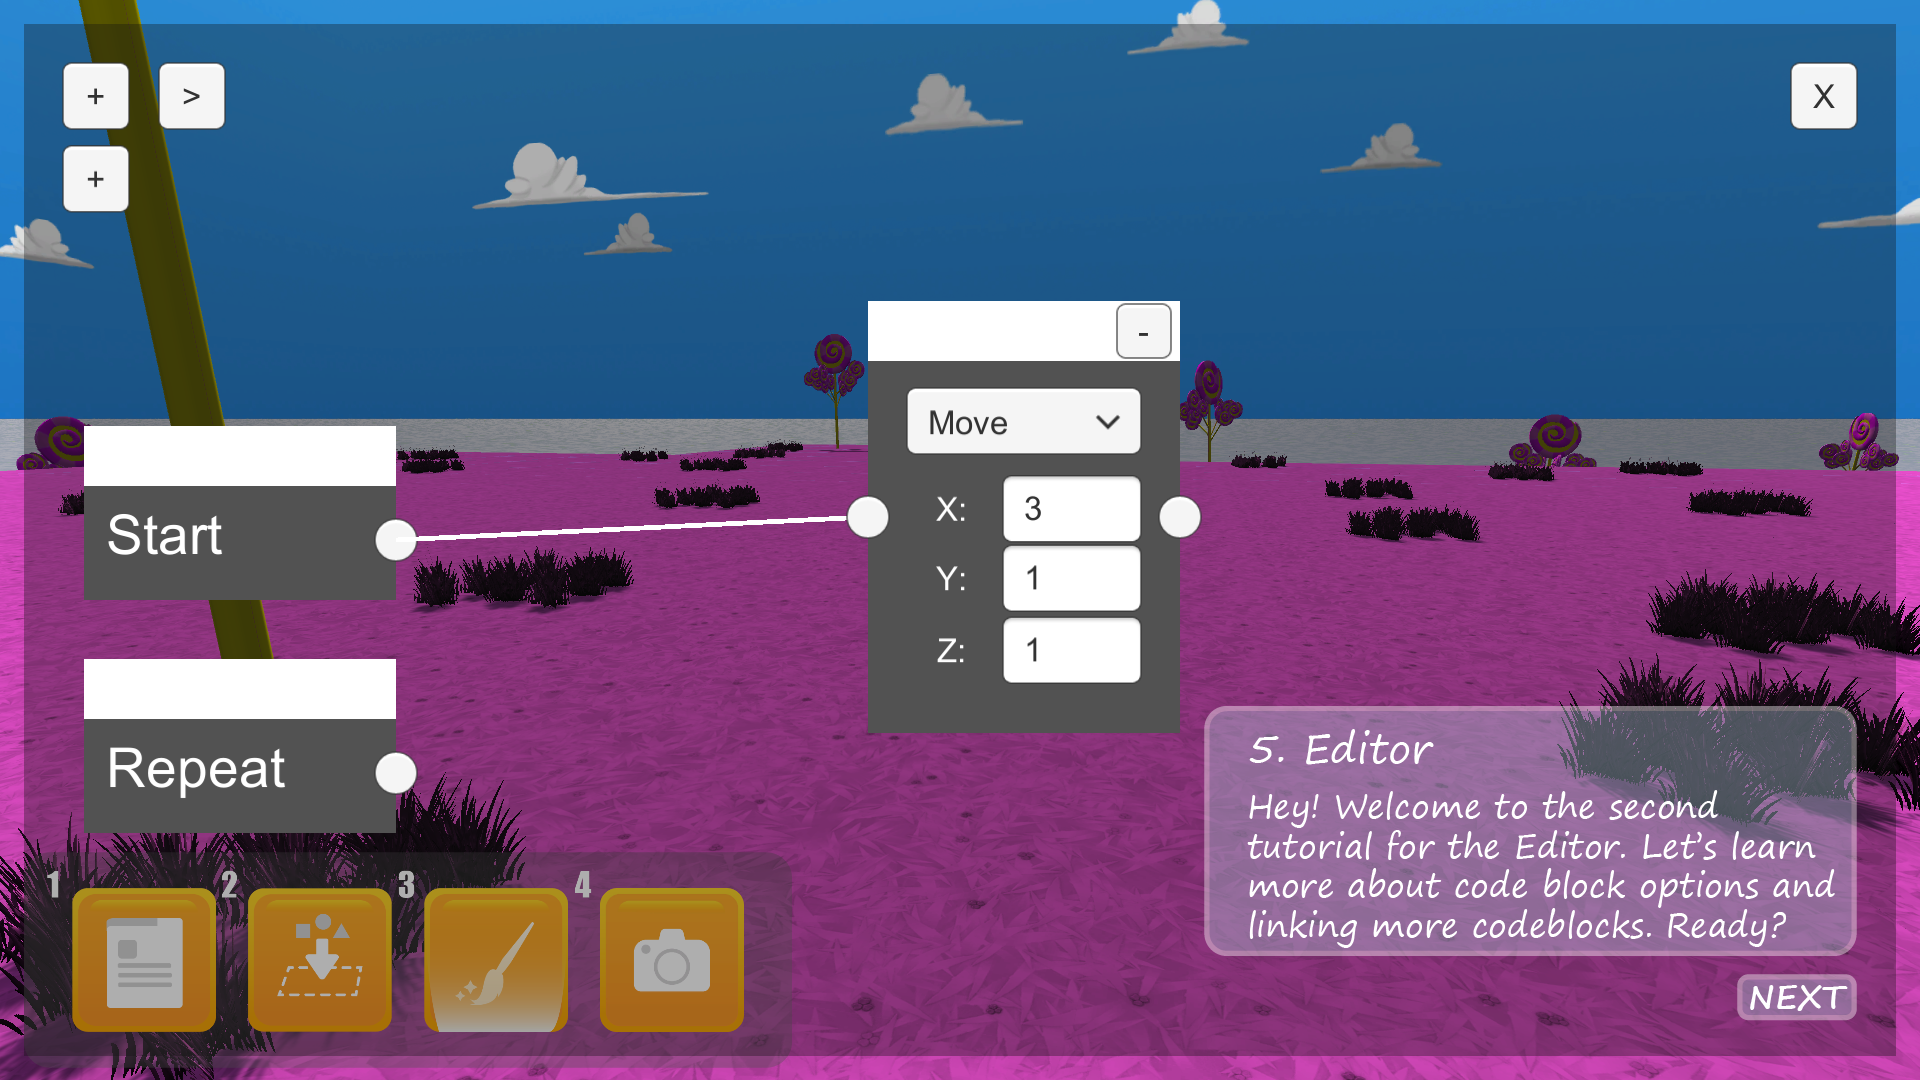 + >
X
+
-
Move
X: 3
Start
Y: 1
Z: 1
Repeat
5. Editor
Hey! Welcome to the second
tutorial for the Editor. Let's learn
more about code block options and
linking more codeblocks. Ready?
1 2 3 4
NEXT